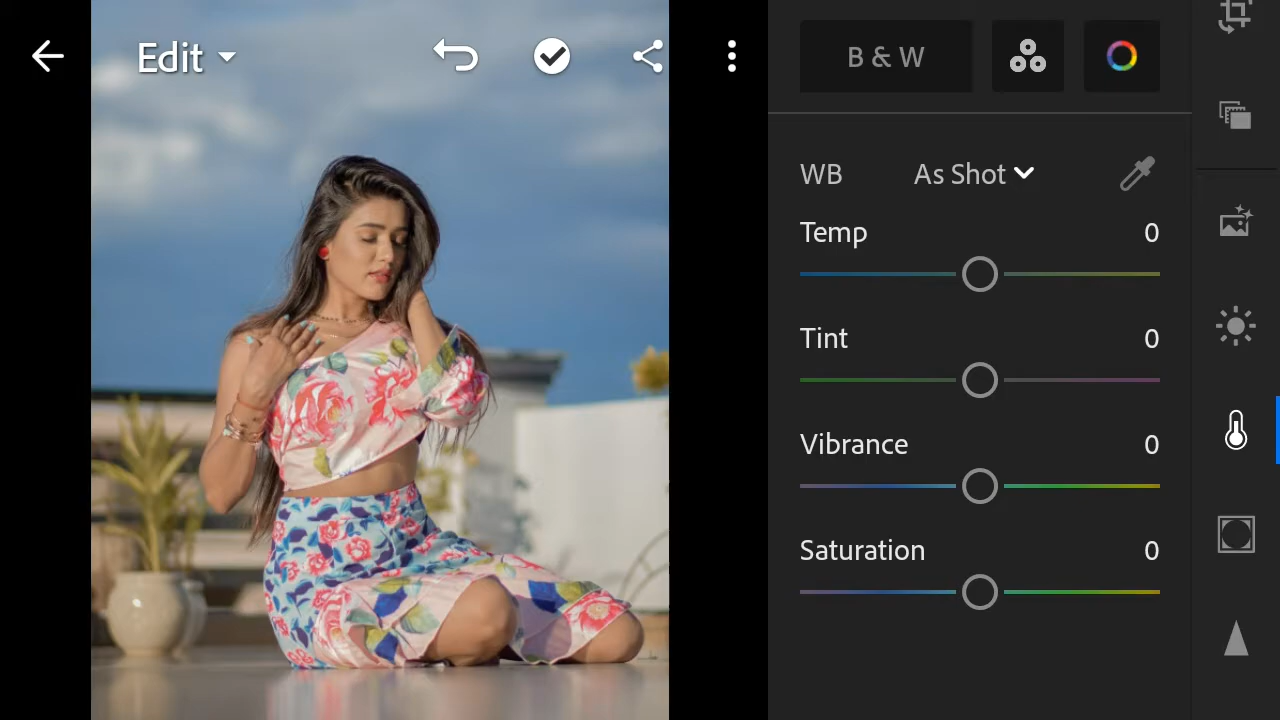 Edit
B & W
WB As Shot
Temp 0
Tint 0
Vibrance 0
Saturation 0